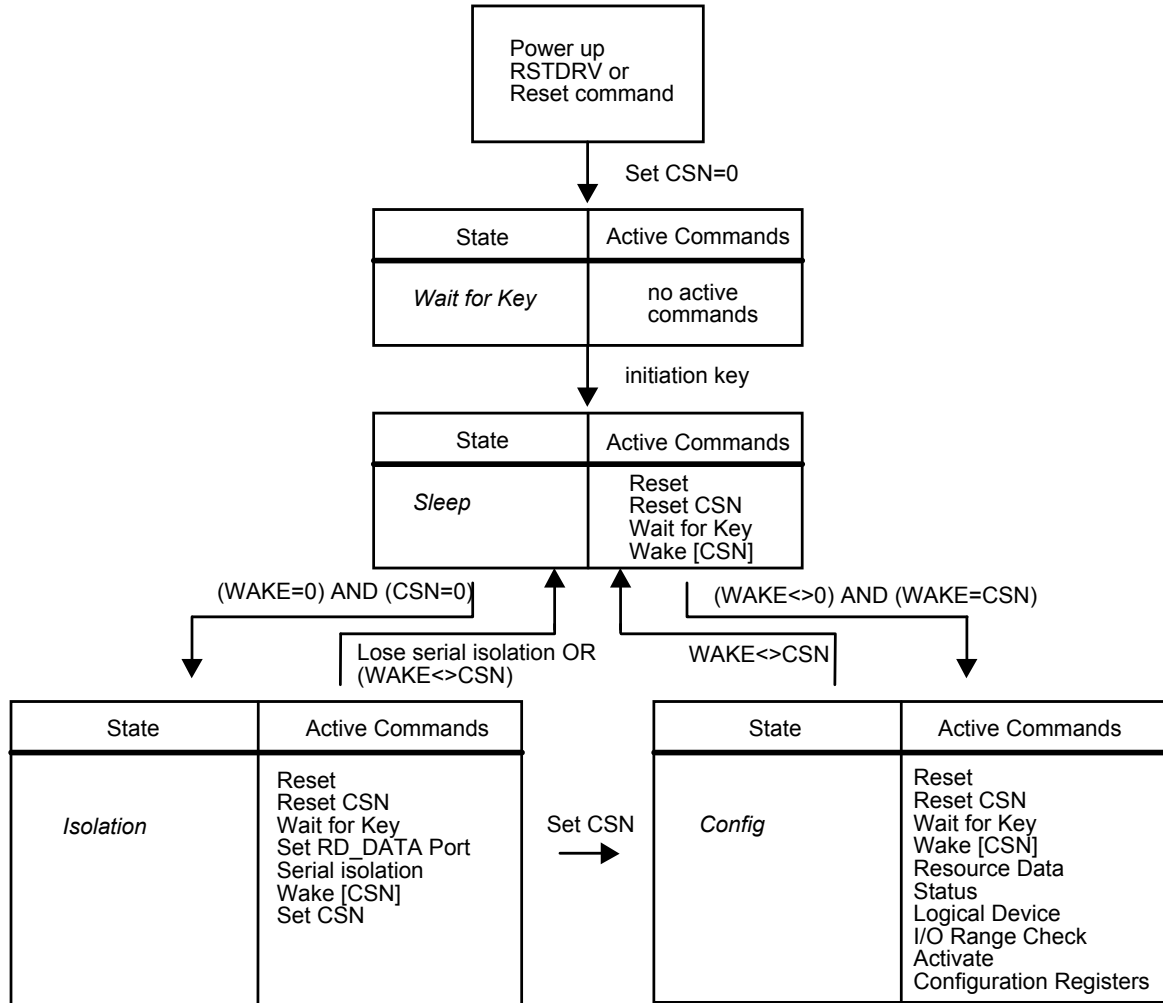 Power up
RSTDRV or
Reset command
Set CSN=0
State
Active Commands
Wait for Key
no active
commands
initiation key
State
Active Commands
Sleep
Reset
Reset CSN
Wait for Key
Wake [CSN]
(WAKE=0) AND (CSN=0)
(WAKE<>0) AND (WAKE=CSN)
Lose serial isolation OR
(WAKE<>CSN)
WAKE<>CSN
State
Active Commands
Isolation
Reset
Reset CSN
Wait for Key
Set RD_DATA Port
Serial isolation
Wake [CSN]
Set CSN
Set CSN
State
Active Commands
Config
Reset
Reset CSN
Wait for Key
Wake [CSN]
Resource Data
Status
Logical Device
I/O Range Check
Activate
Configuration Registers